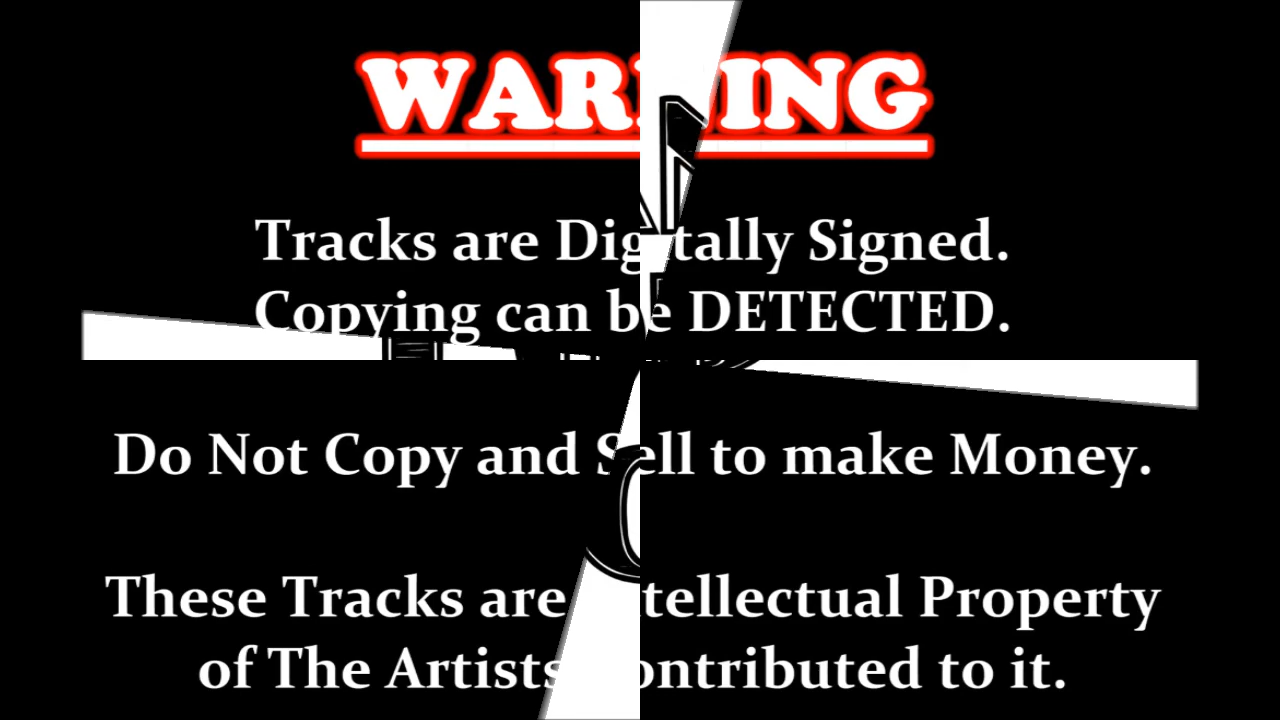 WARNING
Tracks are Digitally Signed.
Copying can be DETECTED.
Do Not Copy and Sell to make Money.
These Tracks are Intellectual Property
of The Artists Contributed to it.